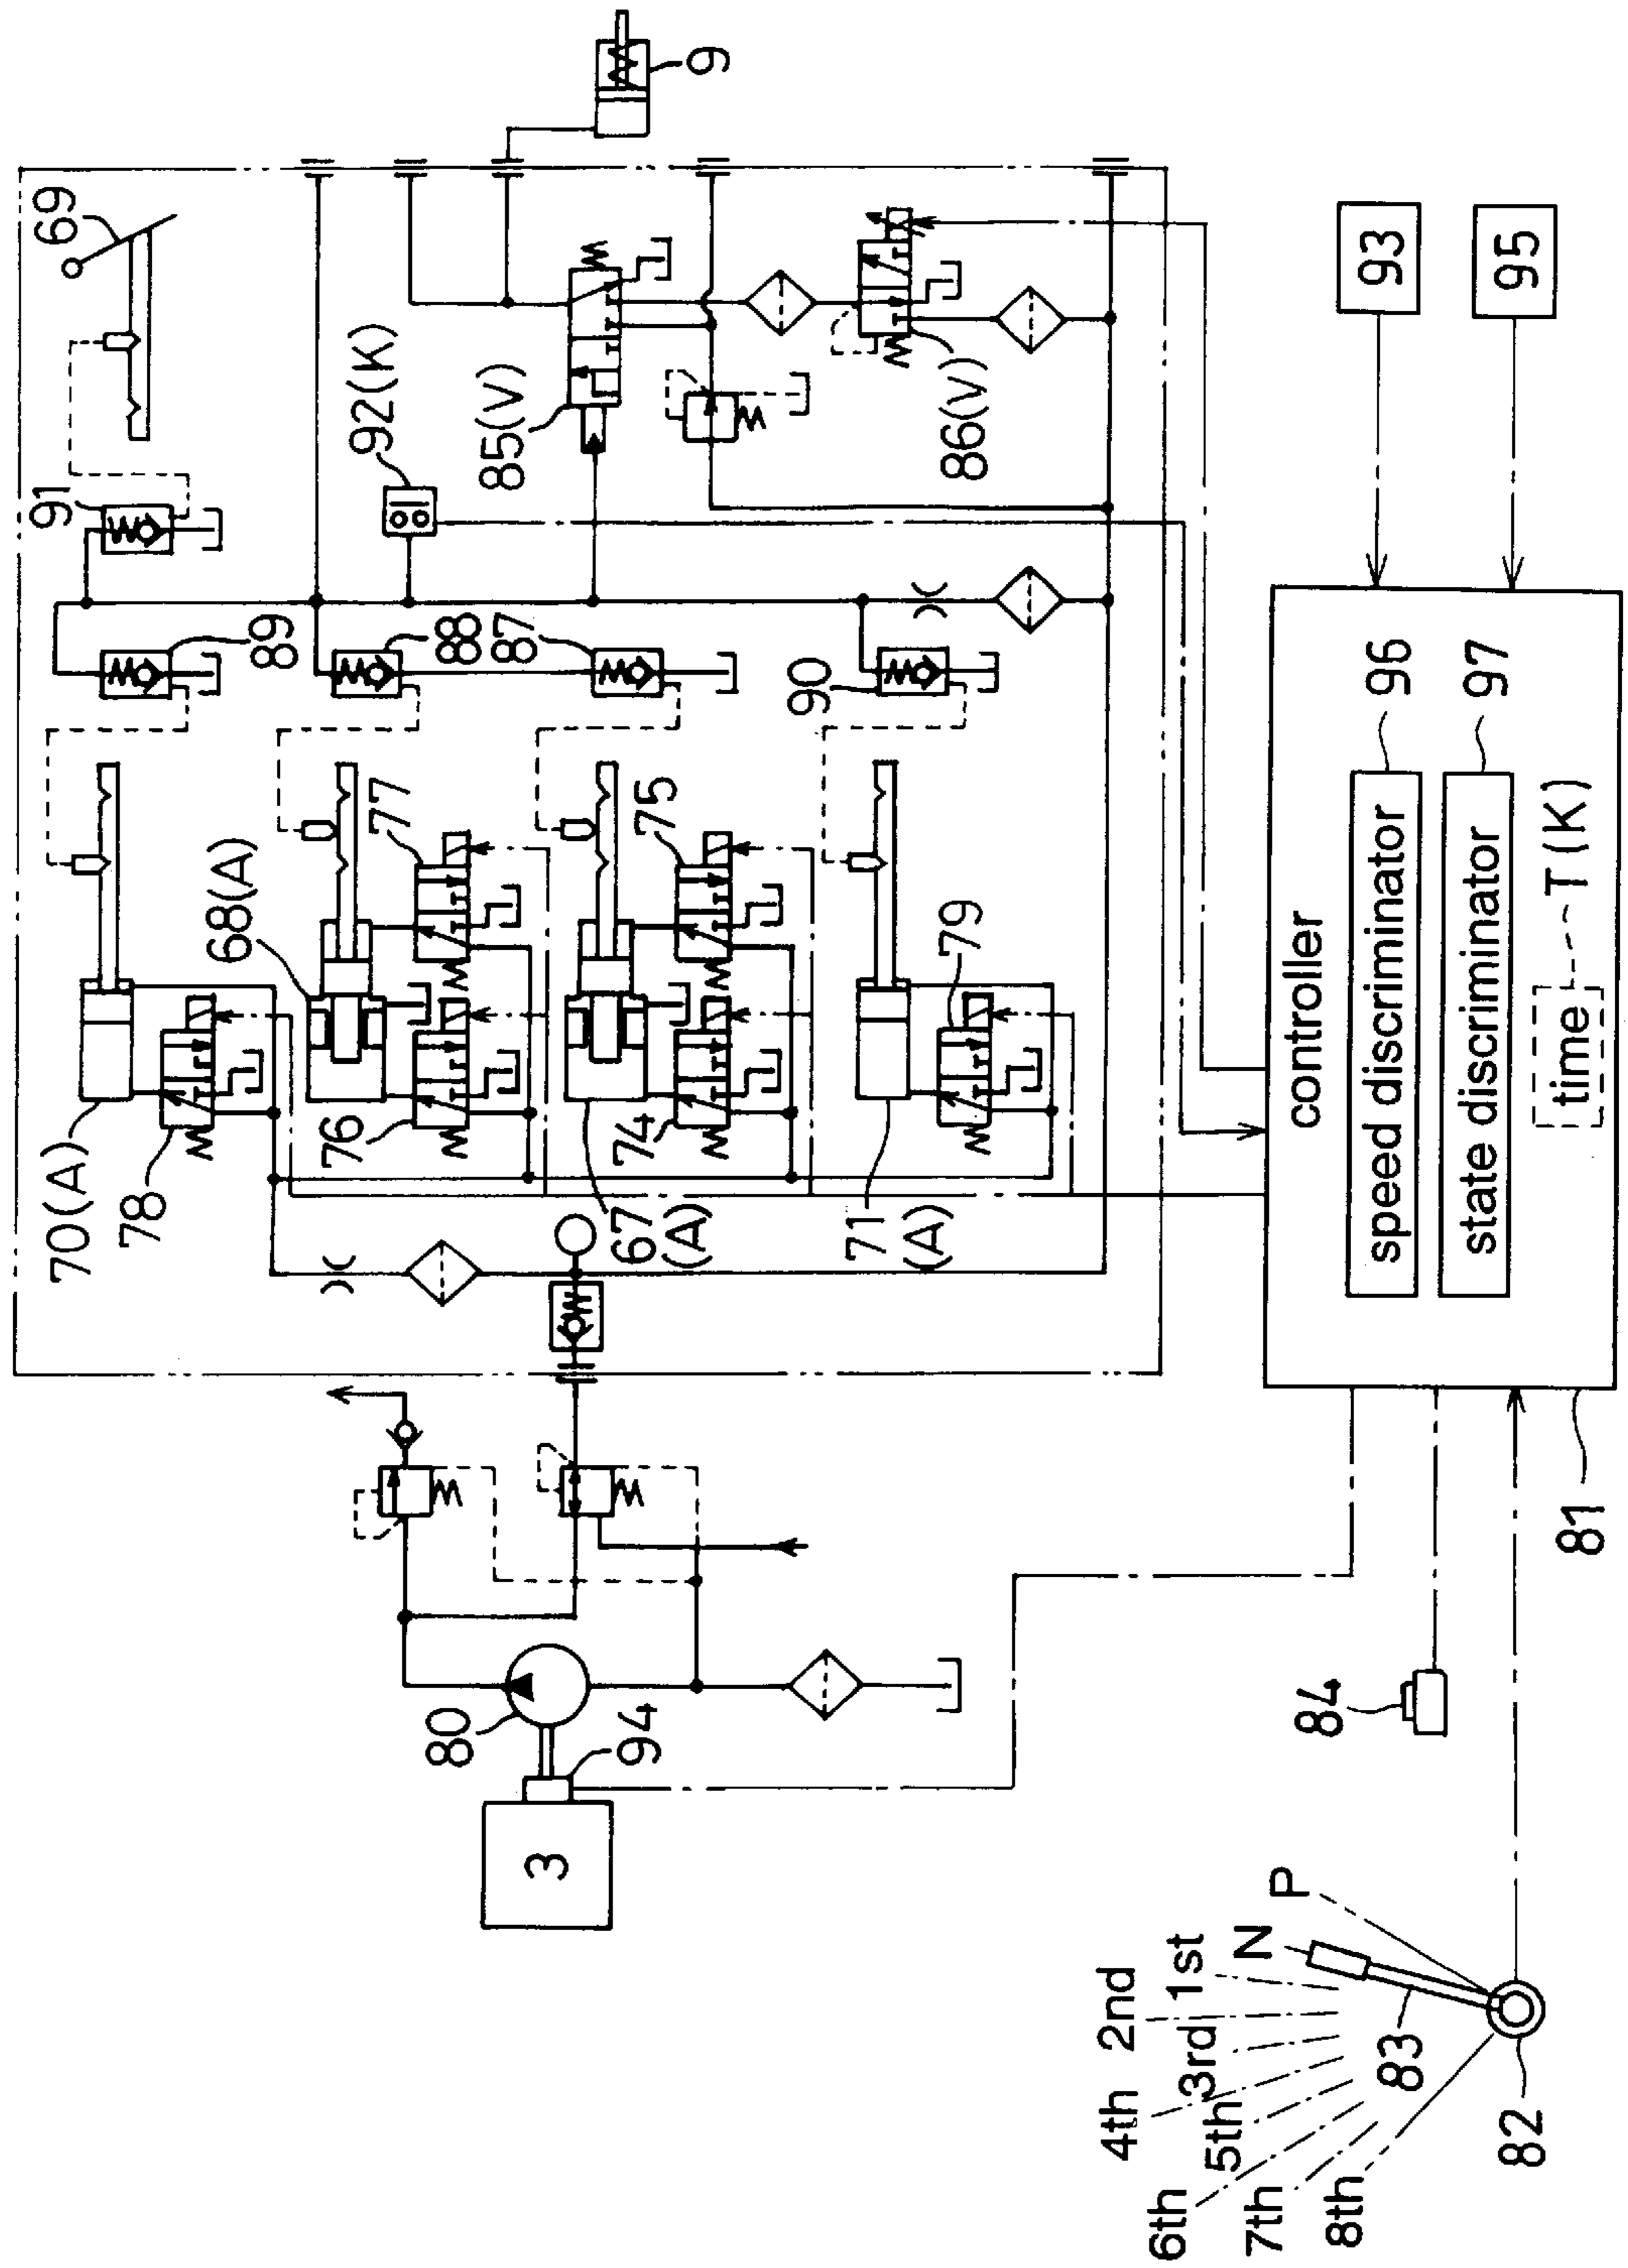 69
9
91
92(K)
85(V)
86(V)
93
95
89
88
87
90
68(A)
77
75
79
70(A)
78
76
67
(A)
74
71
(A)
controller
speed discriminator
96
state discriminator
97
time
T(K)
81
80
94
3
84
P
N
1st
2nd
3rd
4th
5th
6th
7th
8th
83
82